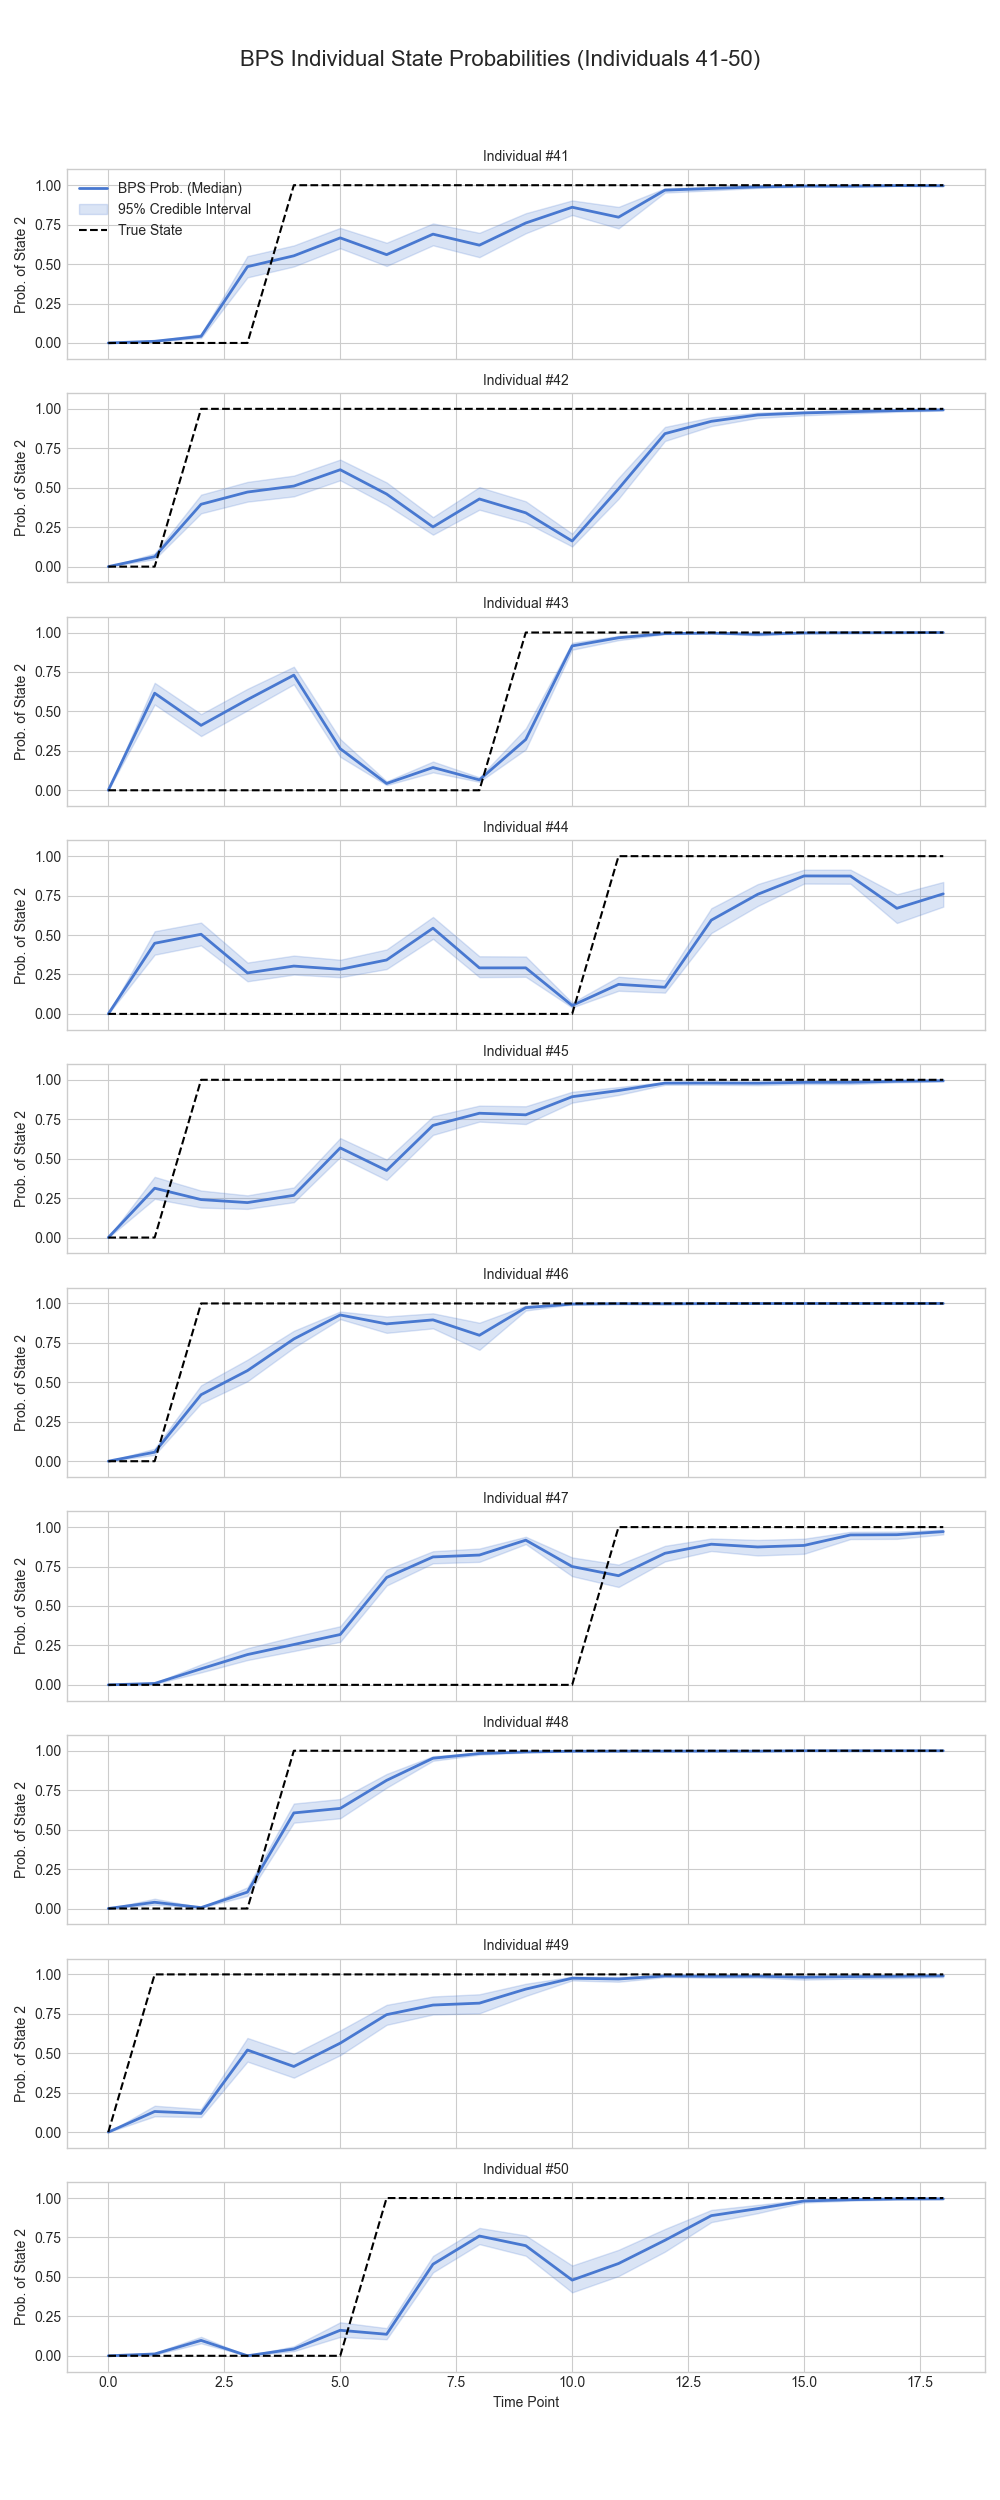 BPS Individual State Probabilities (Individuals 41-50)
Individual #41
Prob. of State 2
1.00
0.75
0.50
0.25
0.00
BPS Prob. (Median)
95% Credible Interval
True State
Individual #42
Prob. of State 2
1.00
0.75
0.50
0.25
0.00
Individual #43
Prob. of State 2
1.00
0.75
0.50
0.25
0.00
Individual #44
Prob. of State 2
1.00
0.75
0.50
0.25
0.00
Individual #45
Prob. of State 2
1.00
0.75
0.50
0.25
0.00
Individual #46
Prob. of State 2
1.00
0.75
0.50
0.25
0.00
Individual #47
Prob. of State 2
1.00
0.75
0.50
0.25
0.00
Individual #48
Prob. of State 2
1.00
0.75
0.50
0.25
0.00
Individual #49
Prob. of State 2
1.00
0.75
0.50
0.25
0.00
Individual #50
Prob. of State 2
1.00
0.75
0.50
0.25
0.00
0.0 2.5 5.0 7.5 10.0 12.5 15.0 17.5
Time Point